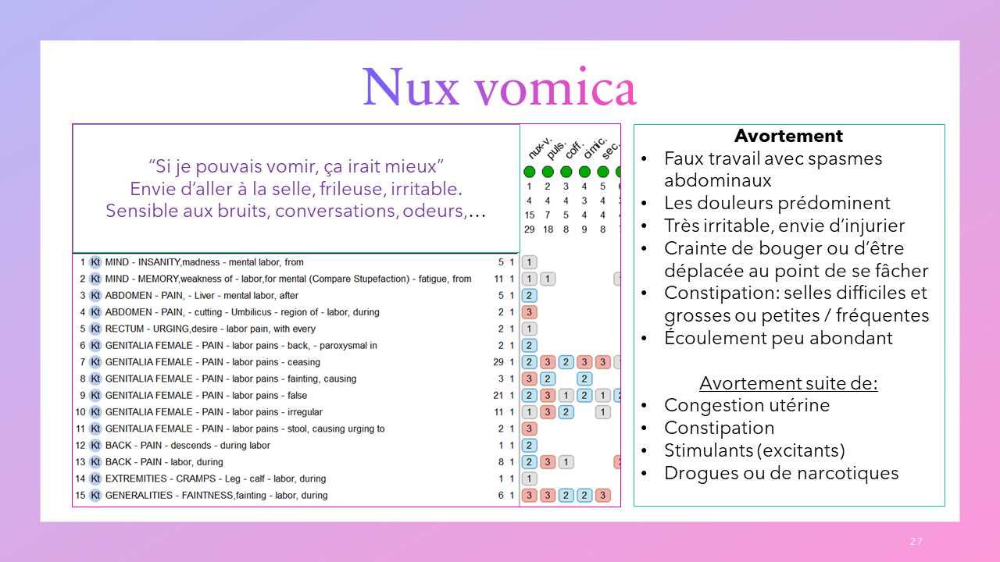 Nux vomica
“Si je pouvais vomir, ça irait mieux”
Envie d’aller à la selle, frileuse, irritable.
Sensible aux bruits, conversations, odeurs,…
nux-v. puls. coff. cimic. sec.
1 2 3 4 5
4 4 4 3 4
15 7 5 4 4
29 18 8 9 8
1 Kt MIND - INSANITY,madness - mental labor, from 5 1 1
2 Kt MIND - MEMORY,weakness of - labor,for mental (Compare Stupefaction) - fatigue, from 11 1 1 1
3 Kt ABDOMEN - PAIN, - Liver - mental labor, after 5 1 2
4 Kt ABDOMEN - PAIN, - cutting - Umbilicus - region of - labor, during 2 1 3
5 Kt RECTUM - URGING,desire - labor pain, with every 2 1 1
6 Kt GENITALIA FEMALE - PAIN - labor pains - back, - paroxysmal in 2 1 2
7 Kt GENITALIA FEMALE - PAIN - labor pains - ceasing 29 1 2 3 2 3 3
8 Kt GENITALIA FEMALE - PAIN - labor pains - fainting, causing 3 1 3 2 2
9 Kt GENITALIA FEMALE - PAIN - labor pains - false 21 1 2 3 1 2 1
10 Kt GENITALIA FEMALE - PAIN - labor pains - irregular 11 1 1 3 2 1
11 Kt GENITALIA FEMALE - PAIN - labor pains - stool, causing urging to 2 1 3
12 Kt BACK - PAIN - descends - during labor 1 1 2
13 Kt BACK - PAIN - labor, during 8 1 2 3 1
14 Kt EXTREMITIES - CRAMPS - Leg - calf - labor, during 1 1 1
15 Kt GENERALITIES - FAINTNESS,fainting - labor, during 6 1 3 3 2 2 3
Avortement
• Faux travail avec spasmes
abdominaux
• Les douleurs prédominent
• Très irritable, envie d’injurier
• Crainte de bouger ou d’être
déplacée au point de se fâcher
• Constipation: selles difficiles et
grosses ou petites / fréquentes
• Écoulement peu abondant
Avortement suite de:
• Congestion utérine
• Constipation
• Stimulants (excitants)
• Drogues ou de narcotiques
27